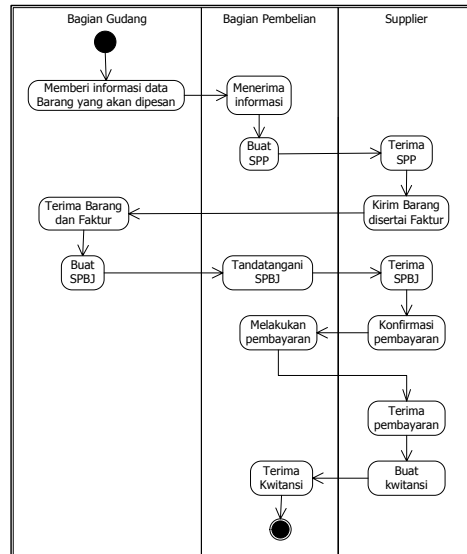 Bagian Gudang
Bagian Pembelian
Supplier
Memberi informasi data
Barang yang akan dipesan
Menerima
informasi
Buat
SPP
Terima
SPP
Kirim Barang
disertai Faktur
Terima Barang
dan Faktur
Buat
SPBJ
Tandatangani
SPBJ
Terima
SPBJ
Konfirmasi
pembayaran
Melakukan
pembayaran
Terima
pembayaran
Buat
kwitansi
Terima
Kwitansi